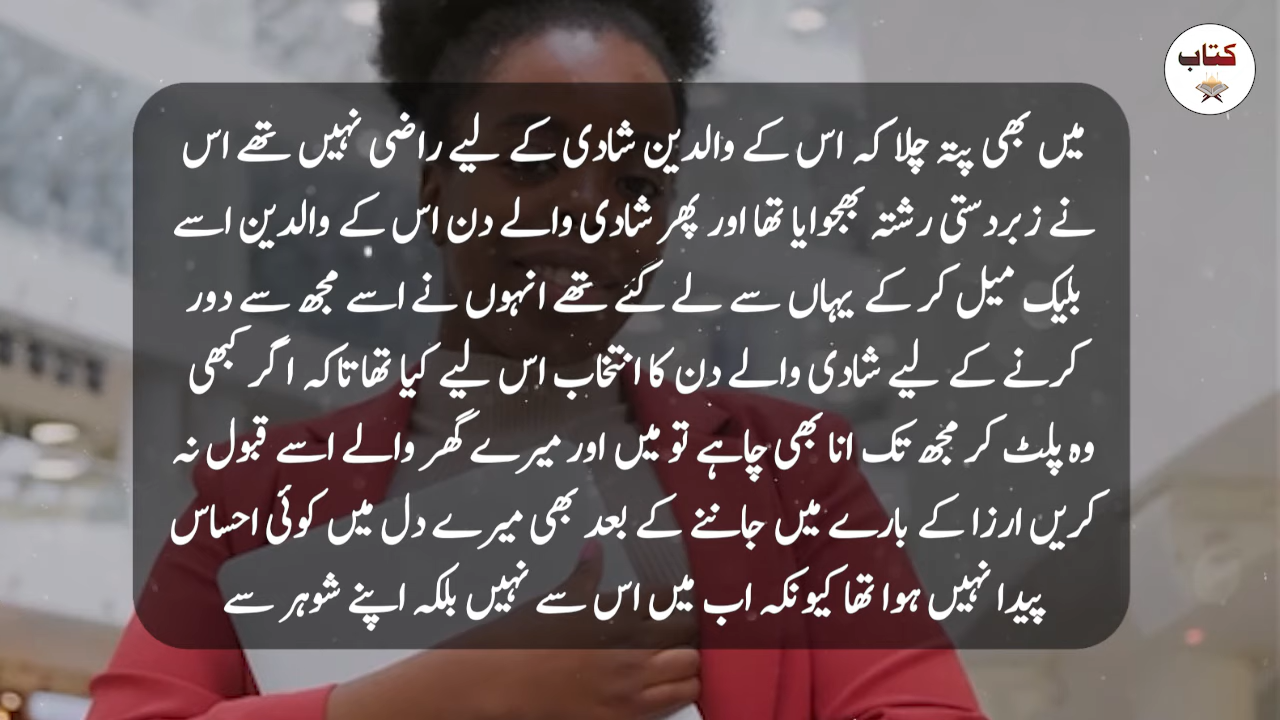 کتاب
میں بھی پتہ چلا کہ اس کے والدین شادی کے لیے راضی نہیں تھے اس
نے زبردستی رشتہ بھجوایا تھا اور پھر شادی والے دن اس کے والدین اسے
بلیک میل کر کے یہاں سے لے گئے تھے انہوں نے اسے مجھ سے دور
کرنے کے لیے شادی والے دن کا انتخاب اس لیے کیا تھا تاکہ اگر کبھی
وہ پلٹ کر مجھ تک انا بھی چاہے تو میں اور میرے گھر والے اسے قبول نہ
کریں ارزا کے بارے میں جاننے کے بعد بھی میرے دل میں کوئی احساس
پیدا نہیں ہوا تھا کیونکہ اب میں اس سے نہیں بلکہ اپنے شوہر سے